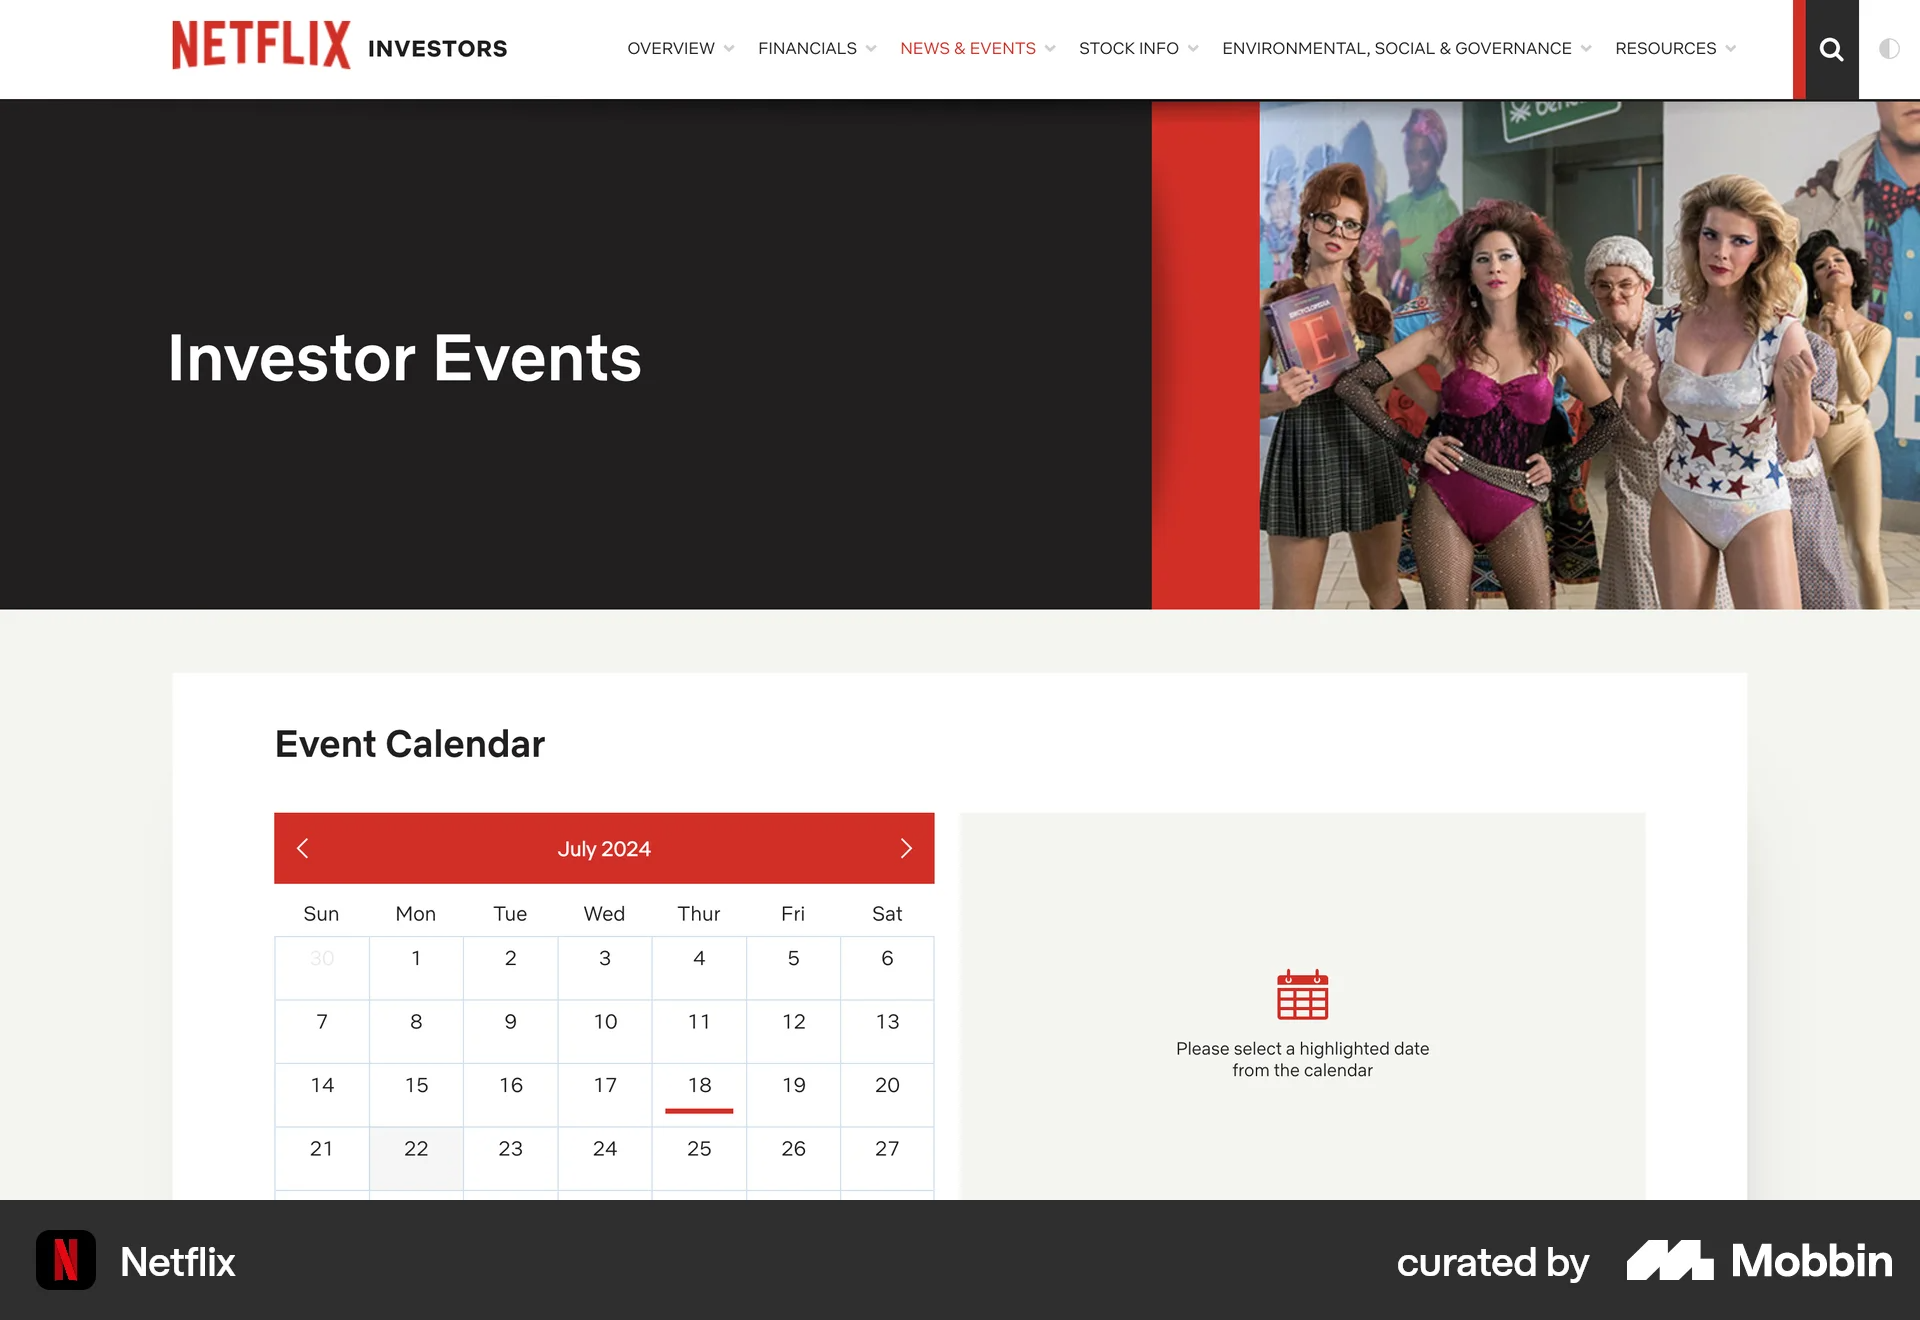 NETFLIX INVESTORS
OVERVIEW FINANCIALS NEWS & EVENTS STOCK INFO ENVIRONMENTAL, SOCIAL & GOVERNANCE RESOURCES
ENCYCLOPEDIA
E
Investor Events
Event Calendar
July 2024
Sun Mon Tue Wed Thur Fri Sat
30 1 2 3 4 5 6
7 8 9 10 11 12 13
14 15 16 17 18 19 20
21 22 23 24 25 26 27
Please select a highlighted date
from the calendar
N Netflix
curated by Mobbin